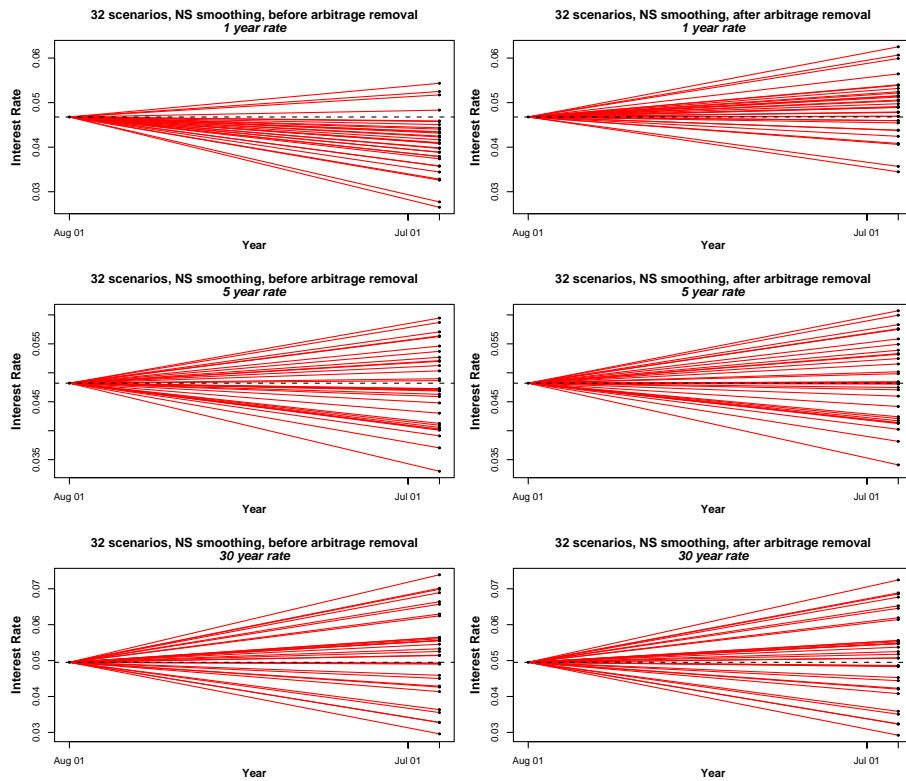 32 scenarios, NS smoothing, before arbitrage removal
1 year rate
Interest Rate
0.06
0.05
0.04
0.03
Aug 01
Jul 01
Year
32 scenarios, NS smoothing, after arbitrage removal
1 year rate
Interest Rate
0.06
0.05
0.04
0.03
Aug 01
Jul 01
Year
32 scenarios, NS smoothing, before arbitrage removal
5 year rate
Interest Rate
0.055
0.045
0.035
Aug 01
Jul 01
Year
32 scenarios, NS smoothing, after arbitrage removal
5 year rate
Interest Rate
0.055
0.045
0.035
Aug 01
Jul 01
Year
32 scenarios, NS smoothing, before arbitrage removal
30 year rate
Interest Rate
0.07
0.06
0.05
0.03
0.04
Aug 01
Jul 01
Year
32 scenarios, NS smoothing, after arbitrage removal
30 year rate
Interest Rate
0.07
0.06
0.05
0.04
0.03
Aug 01
Jul 01
Year